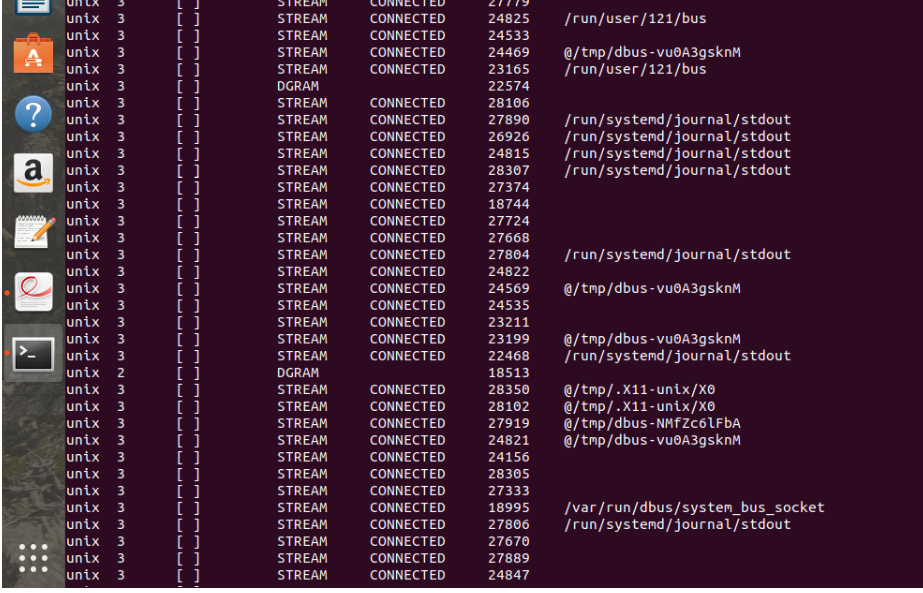 unix 3 [ ] STREAM CONNECTED 27779
unix 3 [ ] STREAM CONNECTED 24825 /run/user/121/bus
unix 3 [ ] STREAM CONNECTED 24533
unix 3 [ ] STREAM CONNECTED 24469 @/tmp/dbus-vu0A3gsknM
unix 3 [ ] STREAM CONNECTED 23165 /run/user/121/bus
unix 3 [ ] DGRAM 22574
unix 3 [ ] STREAM CONNECTED 28106
unix 3 [ ] STREAM CONNECTED 27890 /run/systemd/journal/stdout
unix 3 [ ] STREAM CONNECTED 26926 /run/systemd/journal/stdout
unix 3 [ ] STREAM CONNECTED 24815 /run/systemd/journal/stdout
unix 3 [ ] STREAM CONNECTED 28307 /run/systemd/journal/stdout
unix 3 [ ] STREAM CONNECTED 27374
unix 3 [ ] STREAM CONNECTED 18744
unix 3 [ ] STREAM CONNECTED 27724
unix 3 [ ] STREAM CONNECTED 27668
unix 3 [ ] STREAM CONNECTED 27804 /run/systemd/journal/stdout
unix 3 [ ] STREAM CONNECTED 24822
unix 3 [ ] STREAM CONNECTED 24569 @/tmp/dbus-vu0A3gsknM
unix 3 [ ] STREAM CONNECTED 24535
unix 3 [ ] STREAM CONNECTED 23211
unix 3 [ ] STREAM CONNECTED 23199 @/tmp/dbus-vu0A3gsknM
unix 3 [ ] STREAM CONNECTED 22468 /run/systemd/journal/stdout
unix 2 [ ] DGRAM 18513
unix 3 [ ] STREAM CONNECTED 28350 @/tmp/.X11-unix/X0
unix 3 [ ] STREAM CONNECTED 28102 @/tmp/.X11-unix/X0
unix 3 [ ] STREAM CONNECTED 27919 @/tmp/dbus-NMfZc6lFbA
unix 3 [ ] STREAM CONNECTED 24821 @/tmp/dbus-vu0A3gsknM
unix 3 [ ] STREAM CONNECTED 24156
unix 3 [ ] STREAM CONNECTED 28305
unix 3 [ ] STREAM CONNECTED 27333
unix 3 [ ] STREAM CONNECTED 18995 /var/run/dbus/system_bus_socket
unix 3 [ ] STREAM CONNECTED 27806 /run/systemd/journal/stdout
unix 3 [ ] STREAM CONNECTED 27670
unix 3 [ ] STREAM CONNECTED 27889
unix 3 [ ] STREAM CONNECTED 24847